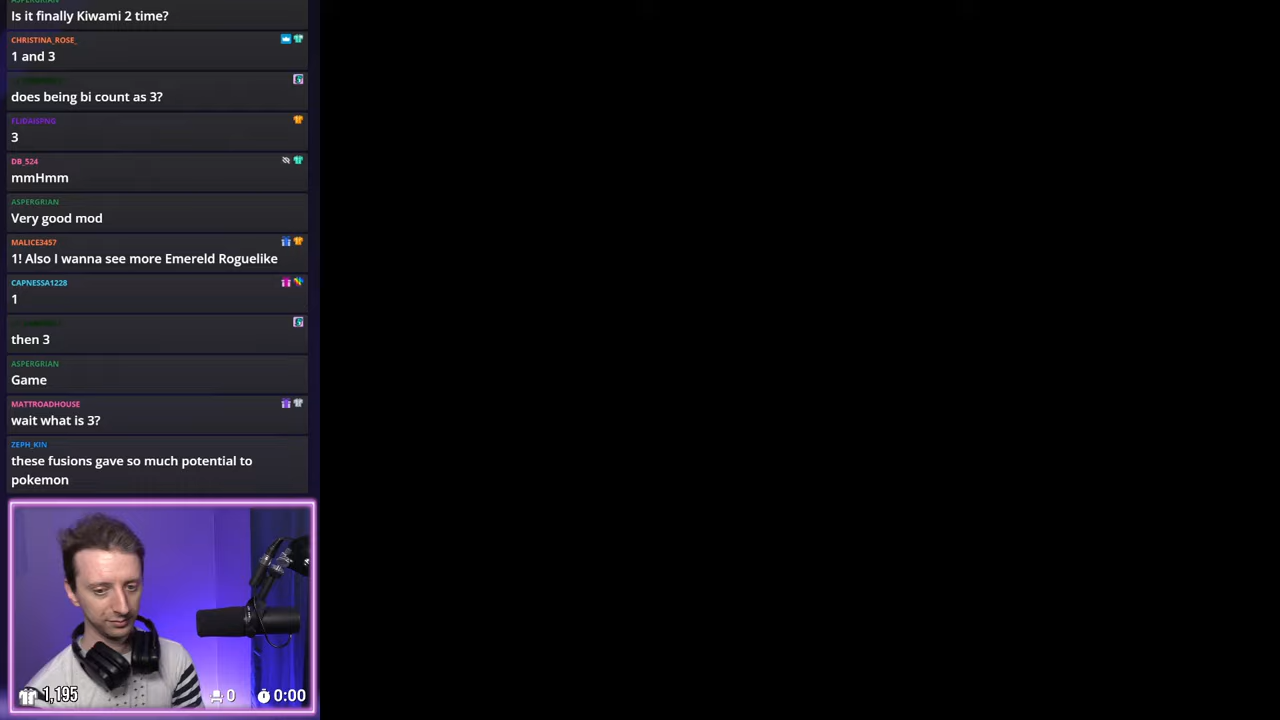 ASPERGRIAN
Is it finally Kiwami 2 time?
CHRISTINA_ROSE_
1 and 3
does being bi count as 3?
ELIDAISPNG
3
DB_524
mmHmm
ASPERGRIAN
Very good mod
MALICE3457
1! Also I wanna see more Emereld Roguelike
CAPNESSA1228
1
then 3
ASPERGRIAN
Game
MATTROADHOUSE
wait what is 3?
ZEPH_KIN
these fusions gave so much potential to
pokemon
1,195
0
0:00